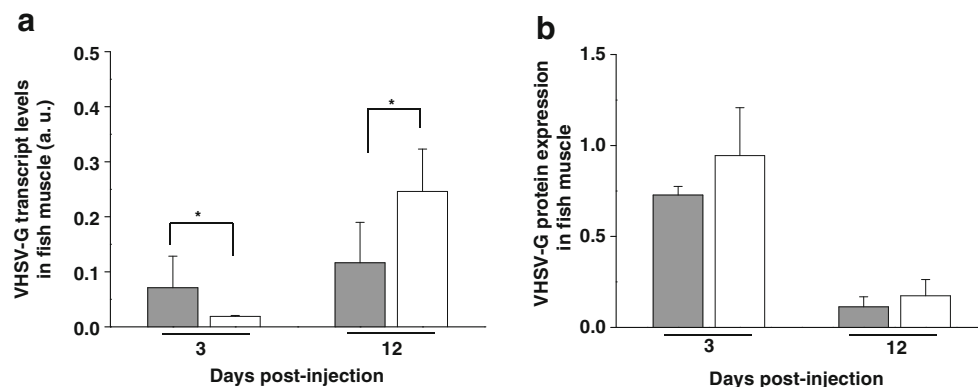 a
VHSV-G transcript levels
in fish muscle (a. u.)
0.5
0.4
0.3
0.2
0.1
0.0
*
*
3
12
Days post-injection
b
VHSV-G protein expression
in fish muscle
1.5
1.0
0.5
0.0
3
12
Days post-injection